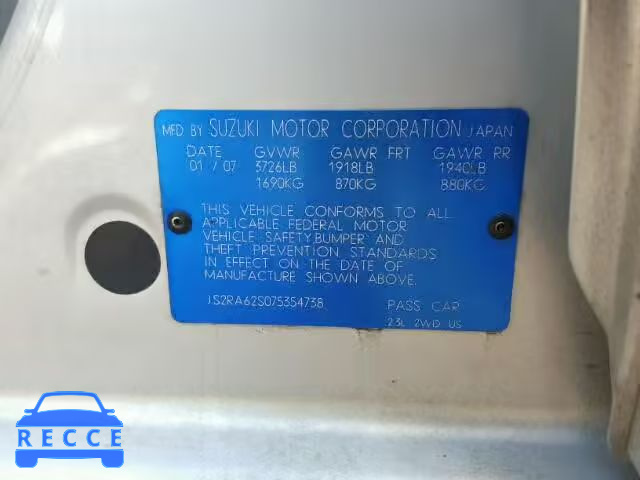 MFD BY SUZUKI MOTOR CORPORATION JAPAN
DATE GVWR GAWR FRT GAWR RR
01 / 07 3726LB 1918LB 1940LB
1690KG 870KG 880KG
THIS VEHICLE CONFORMS TO ALL
APPLICABLE FEDERAL MOTOR
VEHICLE SAFETY,BUMPER AND
THEFT PREVENTION STANDARDS
IN EFFECT ON THE DATE OF
MANUFACTURE SHOWN ABOVE.
JS2RA62S075354738 PASS CAR
2.3L 2WD US
RECCE